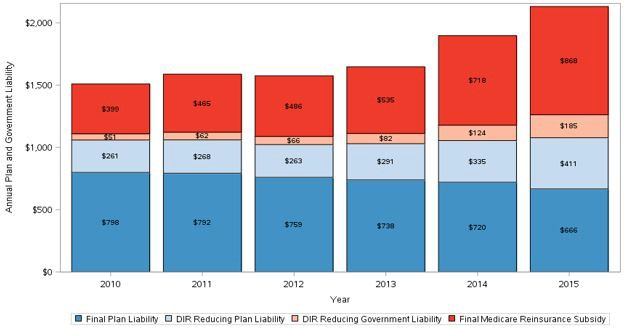 $2,000
$1,500
$1,000
$500
$0
Annual Plan and Government Liability
$399 $465 $486 $535 $718 $868
$51 $62 $66 $82 $124 $185
$261 $268 $263 $291 $335 $411
$798 $792 $759 $738 $720 $666
2010 2011 2012 2013 2014 2015
Year
Final Plan Liability DIR Reducing Plan Liability DIR Reducing Government Liability Final Medicare Reinsurance Subsidy